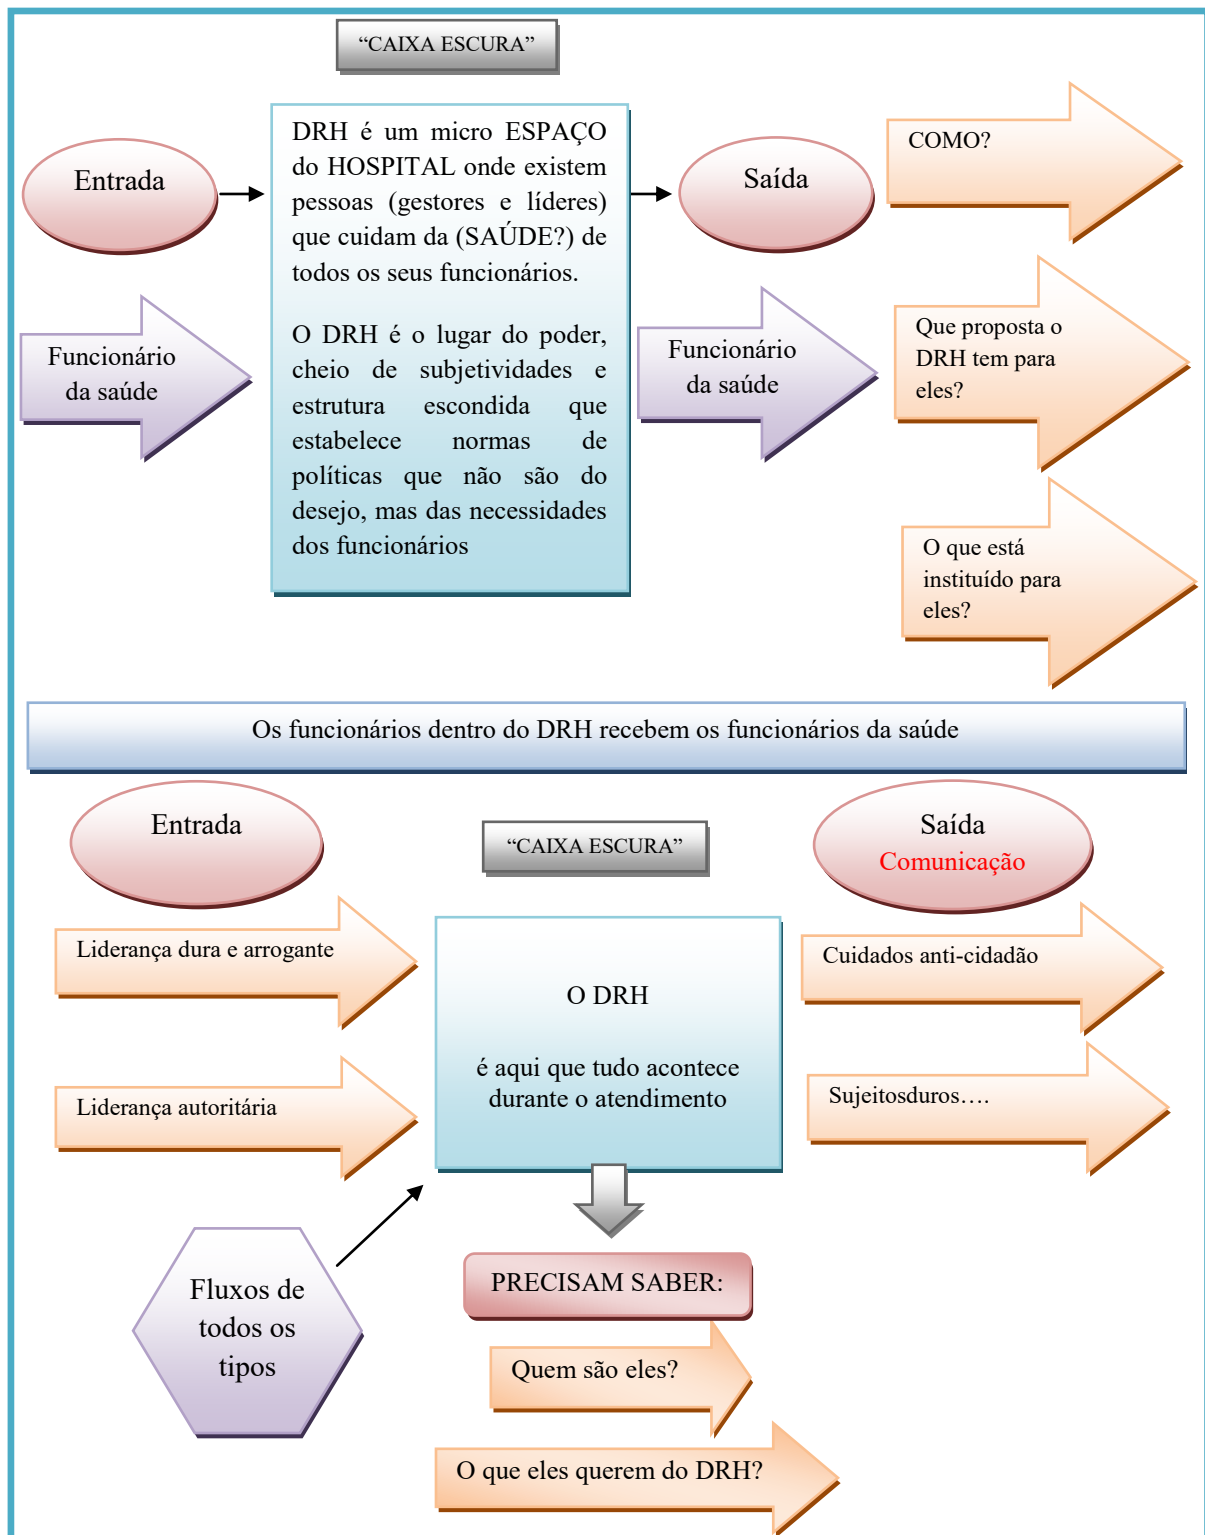 “CAIXA ESCURA”
Entrada
DRH é um micro ESPAÇO
do HOSPITAL onde existem
pessoas (gestores e líderes)
que cuidam da (SAÚDE?) de
todos os seus funcionários.
O DRH é o lugar do poder,
cheio de subjetividades e
estrutura escondida que
estabelece normas de
políticas que não são do
desejo, mas das necessidades
dos funcionários
Saída
COMO?
Funcionário
da saúde
Funcionário
da saúde
Que proposta o
DRH tem para
eles?
O que está
instituído para
eles?
Os funcionários dentro do DRH recebem os funcionários da saúde
Entrada
“CAIXA ESCURA”
Saída
Comunicação
Liderança dura e arrogante
Liderança autoritária
O DRH
é aqui que tudo acontece
durante o atendimento
Cuidados anti-cidadão
Sujeitosduros….
Fluxos de
todos os
tipos
PRECISAM SABER:
Quem são eles?
O que eles querem do DRH?